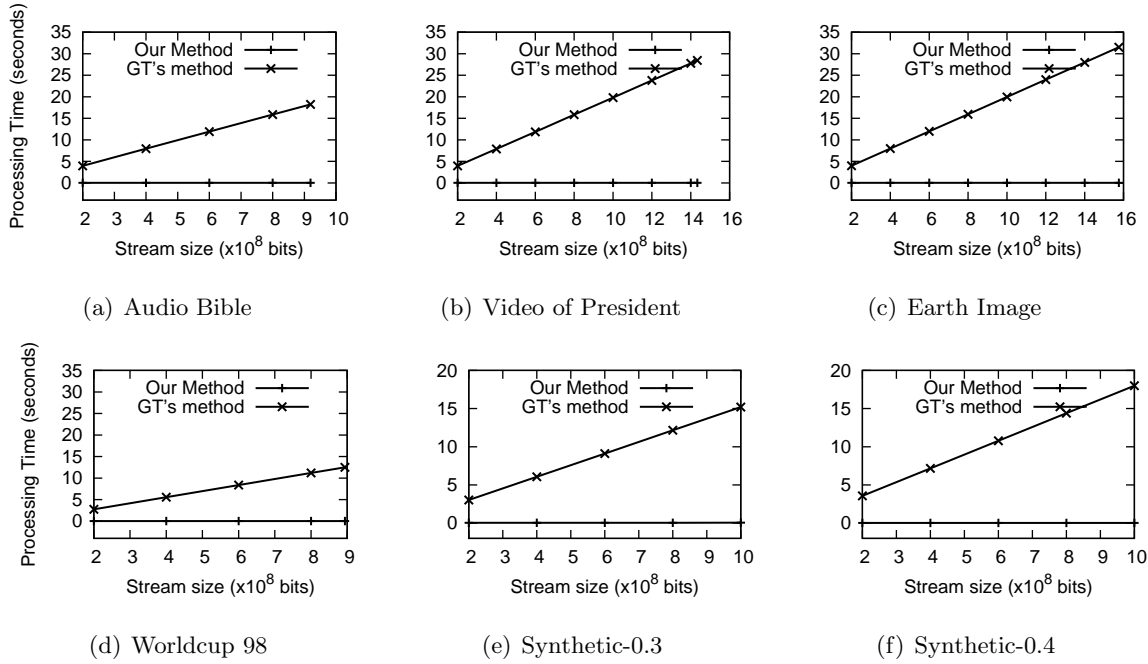 35
30
25
20
15
10
5
0
Processing Time (seconds)
Our Method
GT's method
2 3 4 5 6 7 8 9 10
Stream size (x10^8 bits)
(a) Audio Bible
35
30
25
20
15
10
5
0
Our Method
GT's method
2 4 6 8 10 12 14 16
Stream size (x10^8 bits)
(b) Video of President
35
30
25
20
15
10
5
0
Our Method
GT's method
2 4 6 8 10 12 14 16
Stream size (x10^8 bits)
(c) Earth Image
35
30
25
20
15
10
5
0
Processing Time (seconds)
Our Method
GT's method
2 3 4 5 6 7 8 9
Stream size (x10^8 bits)
(d) Worldcup 98
20
15
10
5
0
Our Method
GT's method
2 3 4 5 6 7 8 9 10
Stream size (x10^8 bits)
(e) Synthetic-0.3
20
15
10
5
0
Our Method
GT's method
2 3 4 5 6 7 8 9 10
Stream size (x10^8 bits)
(f) Synthetic-0.4